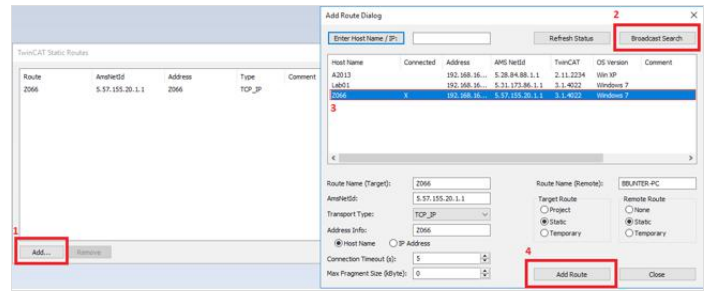 TwinCAT Static Routes
Route AmsNetId Address Type Comment
Z066 5.57.155.20.1.1 Z066 TCP_IP
1
Add... Remove
Add Route Dialog
2
Enter Host Name / IP: Refresh Status Broadcast Search
Host Name Connected Address AMS NetId TwinCAT OS Version Comment
A2013 192.168.16... 5.28.84.88.1.1 2.11.2234 Win XP
Lab01 192.168.16... 5.31.173.86.1.1 3.1.4022 Windows 7
Z066 X 192.168.16... 5.57.155.20.1.1 3.1.4022 Windows 7
3
Route Name (Target): Z066 Route Name (Remote): BBUNTER-PC
AmsNetId: 5.57.155.20.1.1 Target Route Remote Route
Transport Type: TCP_IP Project None
Address Info: Z066 Static Static
Host Name IP Address Temporary Temporary
Connection Timeout (s): 5
4
Max Fragment Size (kByte): 0 Add Route Close